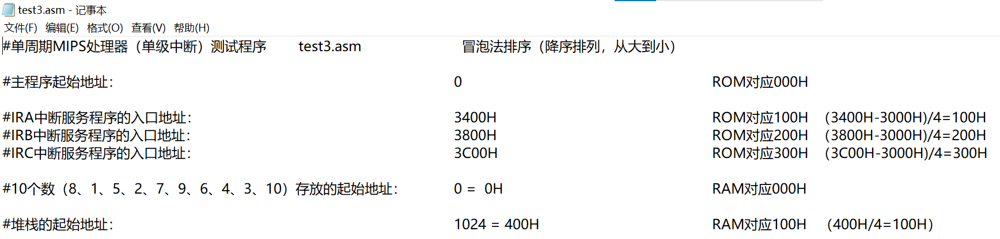 test3.asm - 记事本
文件(F) 编辑(E) 格式(O) 查看(V) 帮助(H)
#单周期MIPS处理器（单级中断）测试程序 test3.asm 冒泡法排序（降序排列，从大到小）
#主程序起始地址： 0 ROM对应000H
#IRA中断服务程序的入口地址： 3400H ROM对应100H （3400H-3000H)/4=100H
#IRB中断服务程序的入口地址： 3800H ROM对应200H （3800H-3000H)/4=200H
#IRC中断服务程序的入口地址： 3C00H ROM对应300H （3C00H-3000H)/4=300H
#10个数（8、1、5、2、7、9、6、4、3、10）存放的起始地址： 0 = 0H RAM对应000H
#堆栈的起始地址： 1024 = 400H RAM对应100H （400H/4=100H）